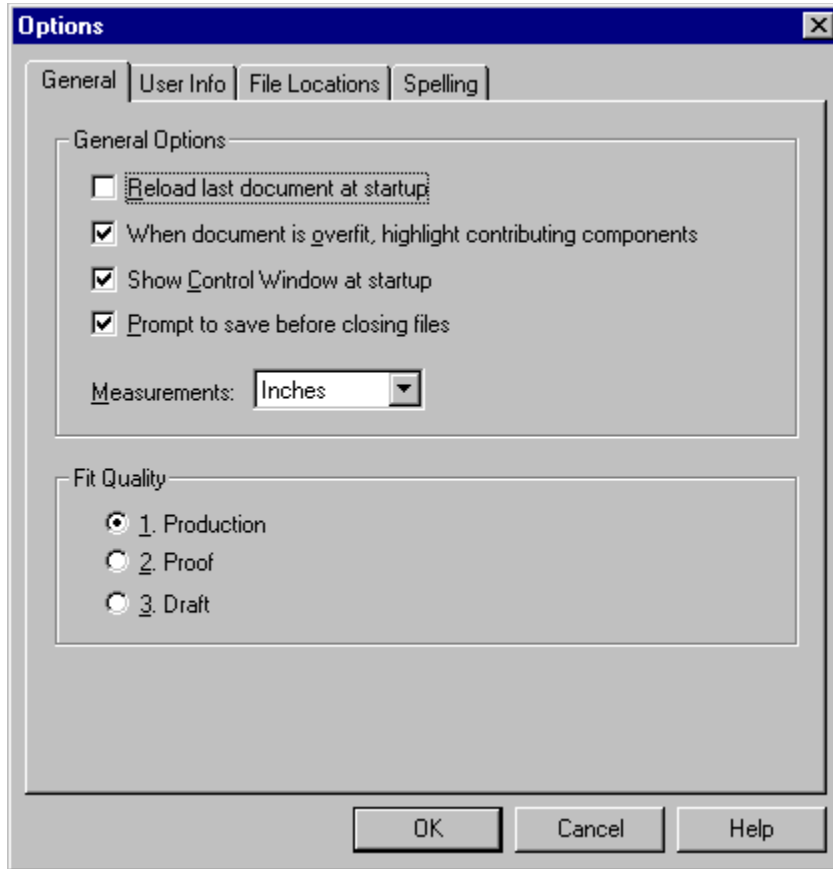 Options
General User Info File Locations Spelling
General Options
Reload last document at startup
When document is overfit, highlight contributing components
Show Control Window at startup
Prompt to save before closing files
Measurements: Inches
Fit Quality
1. Production
2. Proof
3. Draft
OK Cancel Help